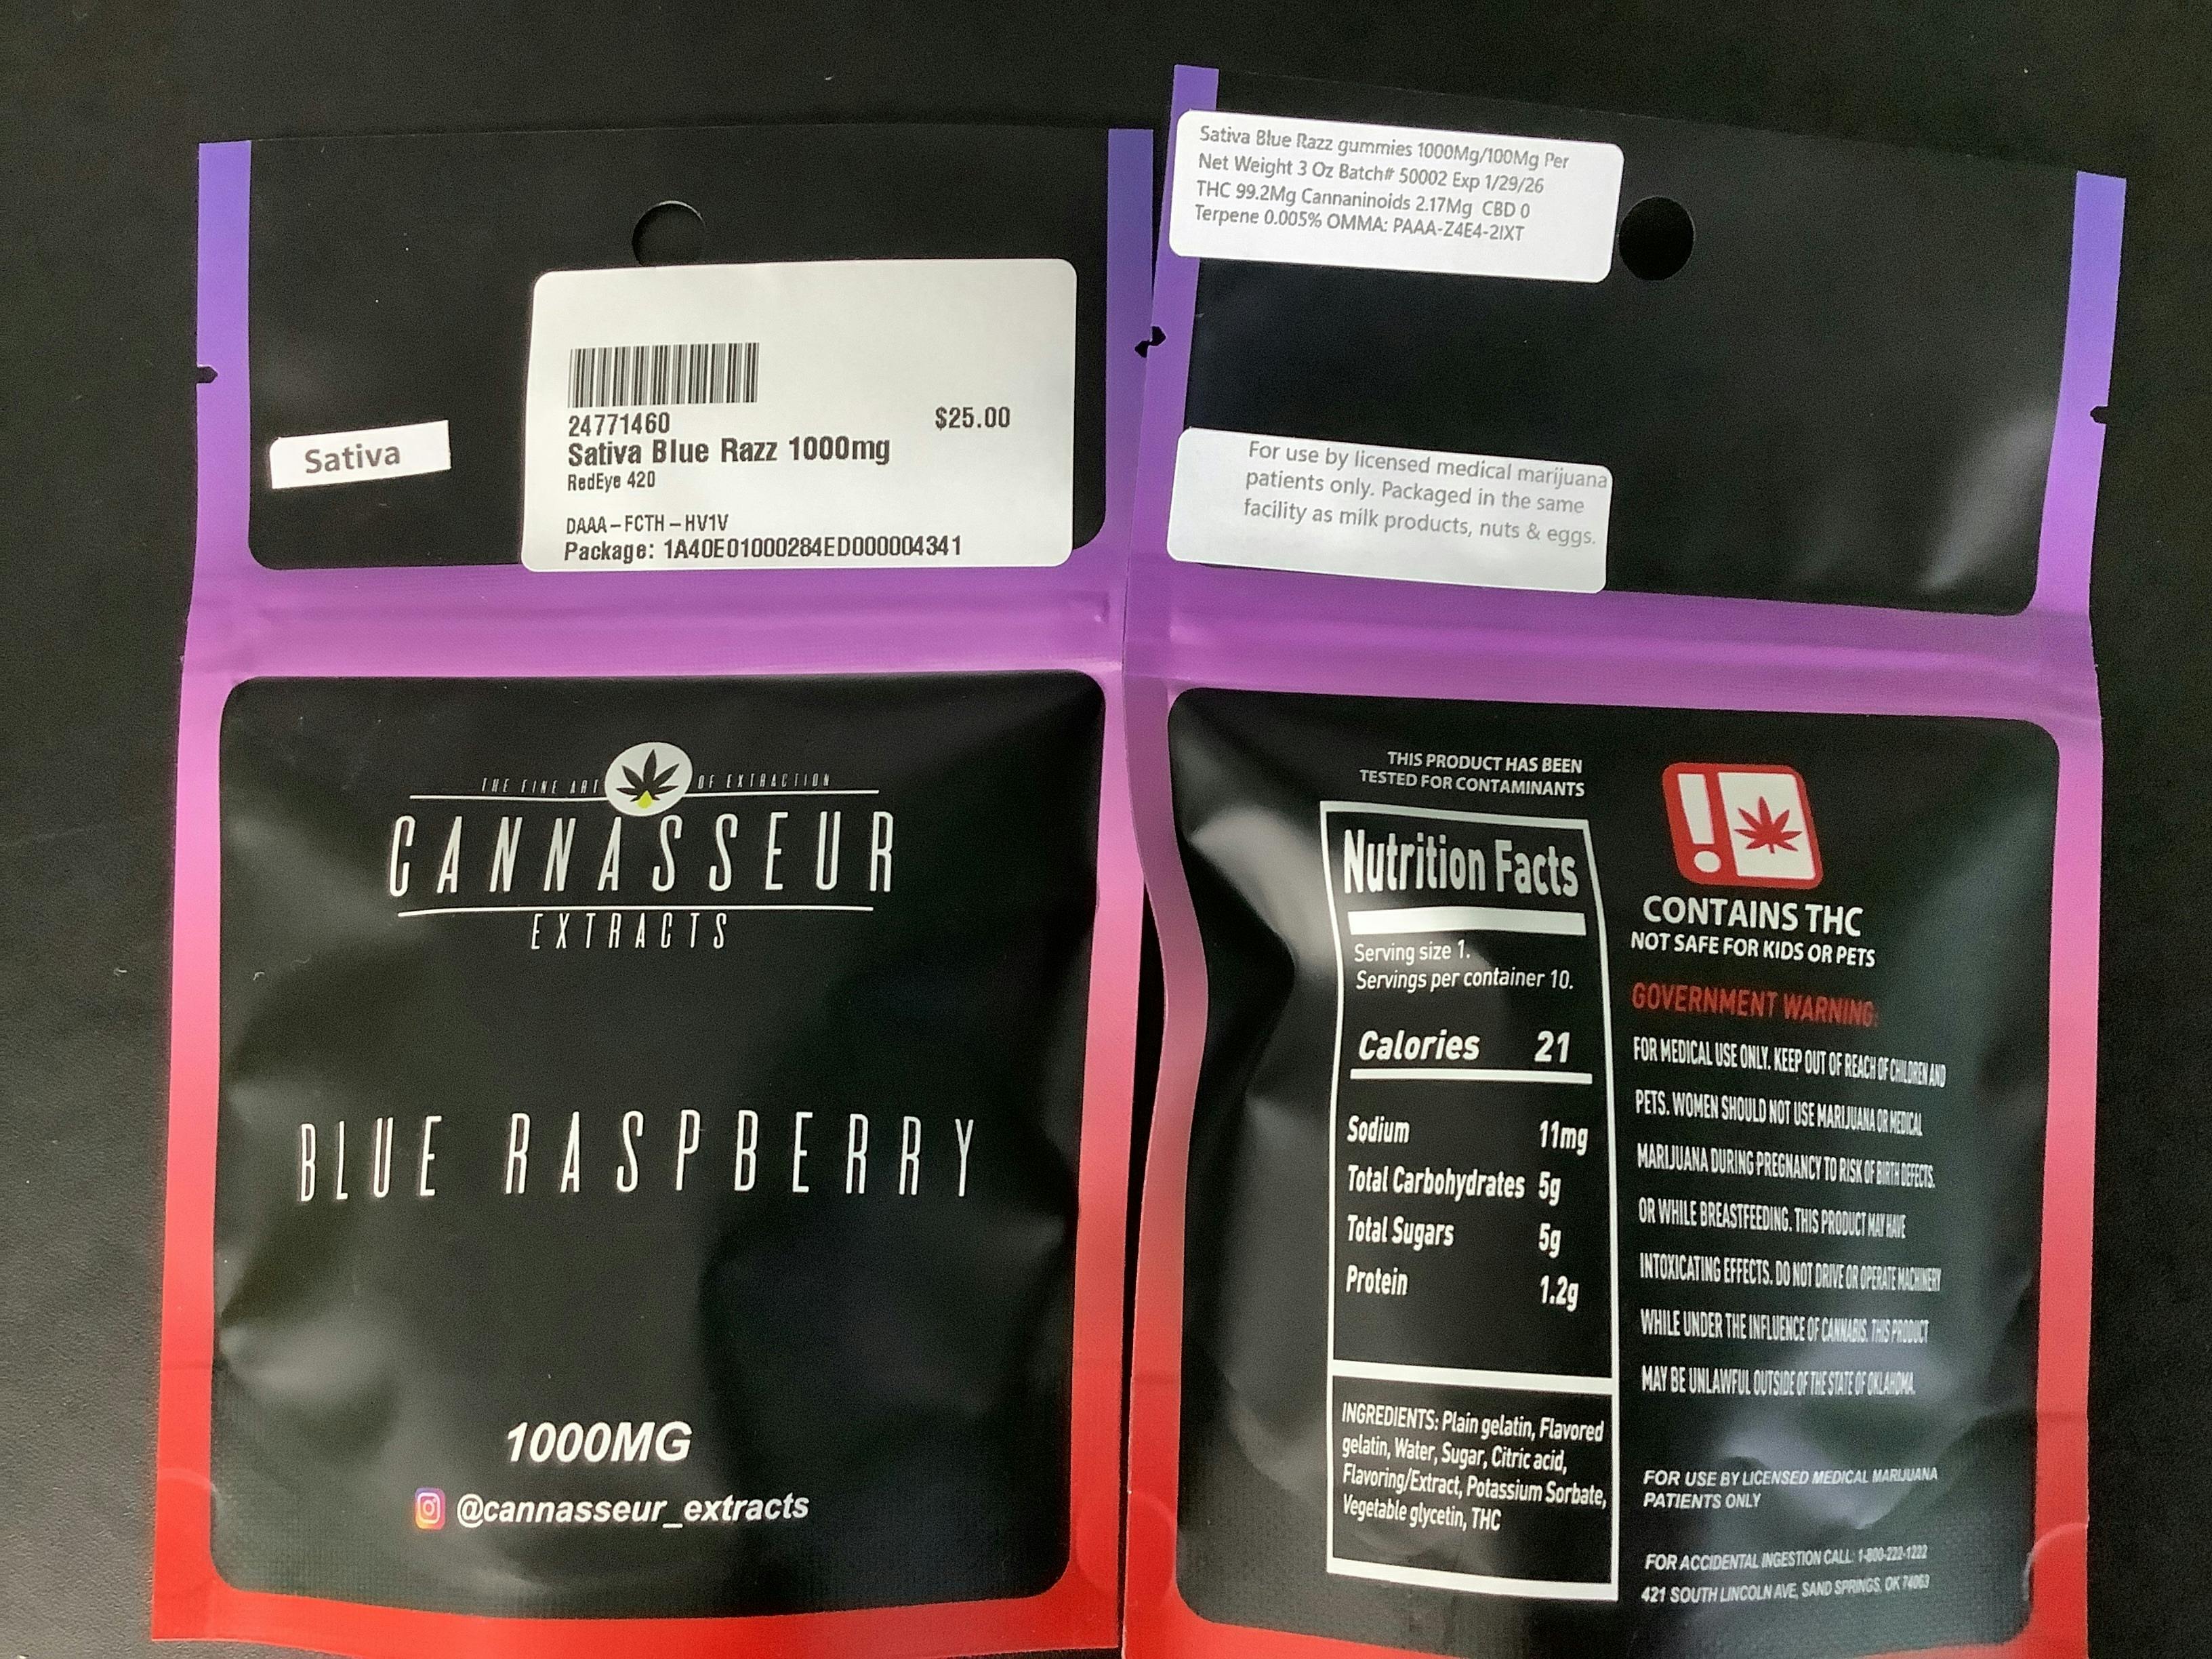 24771460 $25.00
Sativa Blue Razz 1000mg
RedEye 420
DAAA-FCTH-HV1V
Package: 1A40E01000284ED000004341
Sativa
THE FINE ART OF EXTRACTION
CANNASSEUR
EXTRACTS
BLUE RASPBERRY
1000MG
@cannasseur_extracts
Sativa Blue Razz gummies 1000Mg/100Mg Per
Net Weight 3 Oz Batch# 50002 Exp 1/29/26
THC 99.2Mg Cannaninoids 2.17Mg CBD 0
Terpene 0.005% OMMA: PAAA-Z4E4-2IXT
For use by licensed medical marijuana
patients only. Packaged in the same
facility as milk products, nuts & eggs.
THIS PRODUCT HAS BEEN
TESTED FOR CONTAMINANTS
Nutrition Facts
Serving size 1.
Servings per container 10.
Calories 21
Sodium 11mg
Total Carbohydrates 5g
Total Sugars 5g
Protein 1.2g
INGREDIENTS: Plain gelatin, Flavored
gelatin, Water, Sugar, Citric acid,
Flavoring/Extract, Potassium Sorbate,
Vegetable glycetin, THC
!
CONTAINS THC
NOT SAFE FOR KIDS OR PETS
GOVERNMENT WARNING:
FOR MEDICAL USE ONLY. KEEP OUT OF REACH OF CHILDREN AND
PETS. WOMEN SHOULD NOT USE MARIJUANA OR MEDICAL
MARIJUANA DURING PREGNANCY TO RISK OF BIRTH DEFECTS.
OR WHILE BREASTFEEDING. THIS PRODUCT MAY HAVE
INTOXICATING EFFECTS. DO NOT DRIVE OR OPERATE MACHINERY
WHILE UNDER THE INFLUENCE OF CANNABIS. THIS PRODUCT
MAY BE UNLAWFUL OUTSIDE OF THE STATE OF OKLAHOMA.
FOR USE BY LICENSED MEDICAL MARIJUANA
PATIENTS ONLY
FOR ACCIDENTAL INGESTION CALL: 1-800-222-1222
421 SOUTH LINCOLN AVE, SAND SPRINGS, OK 74063